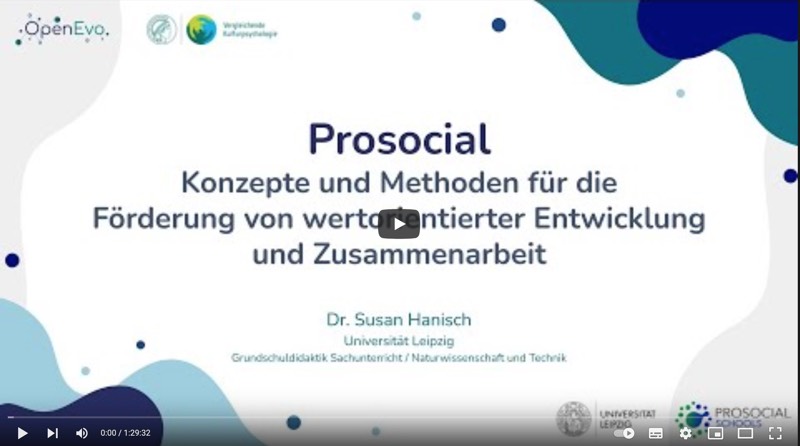 OpenEvo
Vergleichende
Kulturpsychologie
Prosocial
Konzepte und Methoden für die
Förderung von wertorientierter Entwicklung
und Zusammenarbeit
Dr. Susan Hanisch
Universität Leipzig
Grundschuldidaktik Sachunterricht / Naturwissenschaft und Technik
UNIVERSITÄT
LEIPZIG
PROSOCIAL
SCHOOLS
0:00 / 1:29:32